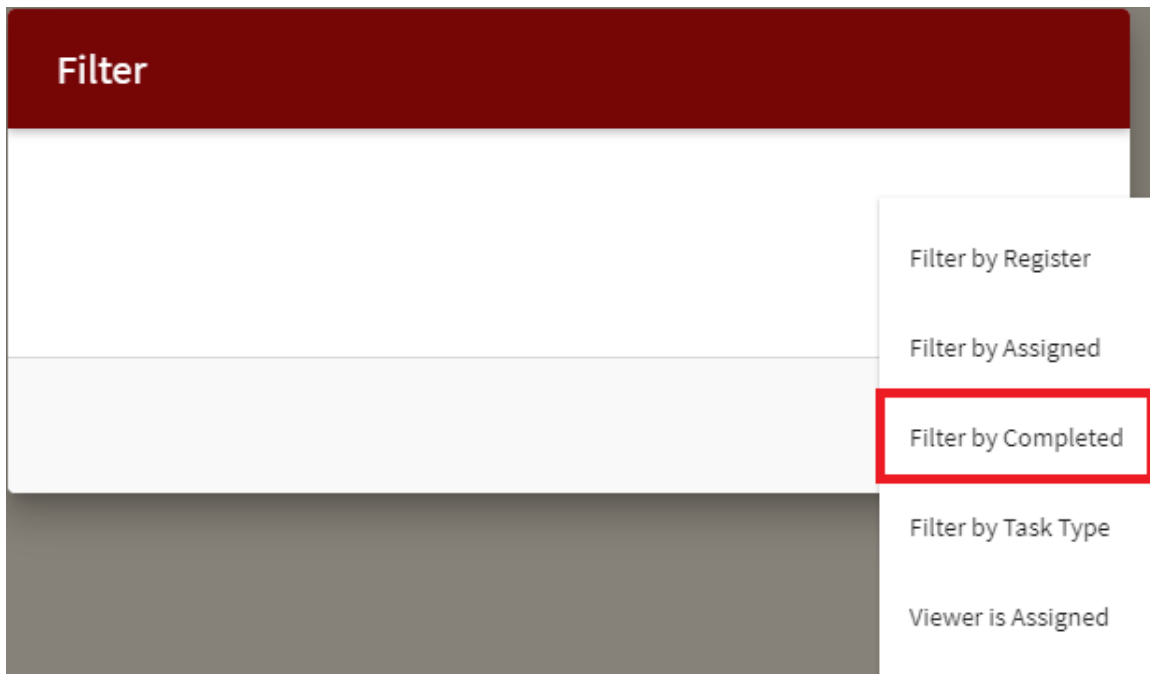 Filter
Filter by Register
Filter by Assigned
Filter by Completed
Filter by Task Type
Viewer is Assigned